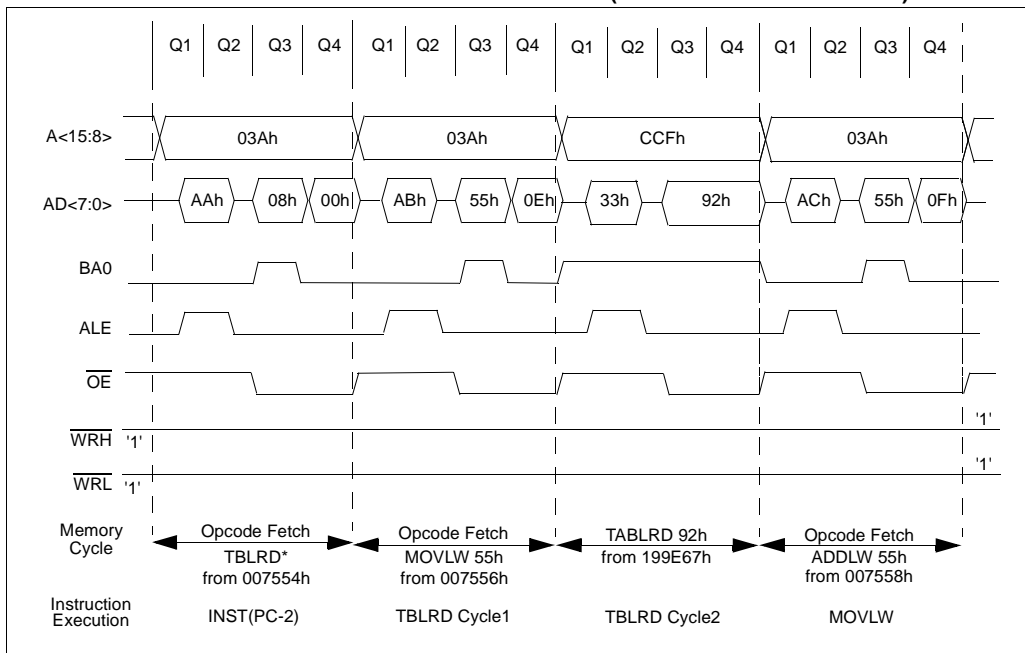 Q1 Q2 Q3 Q4 Q1 Q2 Q3 Q4 Q1 Q2 Q3 Q4 Q1 Q2 Q3 Q4
A<15:8> 03Ah 03Ah CCFh 03Ah
AD<7:0> AAh 08h 00h ABh 55h 0Eh 33h 92h ACh 55h 0Fh
BA0
ALE
OE
'1'
WRH '1'
'1'
WRL '1'
Memory Cycle
Opcode Fetch
TBLRD*
from 007554h
Opcode Fetch
MOVLW 55h
from 007556h
TABLRD 92h
from 199E67h
Opcode Fetch
ADDLW 55h
from 007558h
Instruction Execution
INST(PC-2) TBLRD Cycle1 TBLRD Cycle2 MOVLW